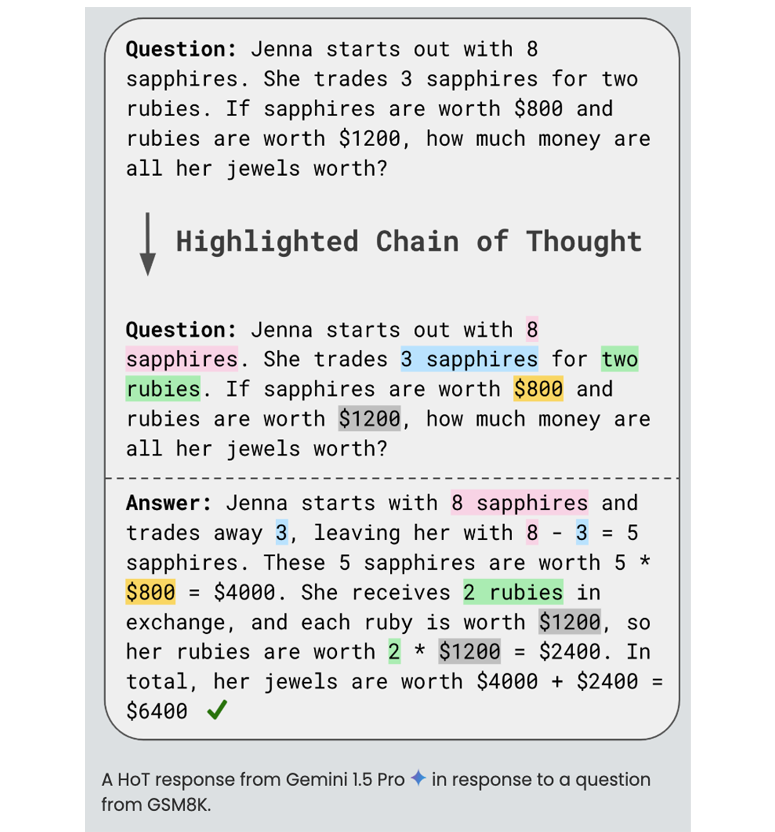 Question: Jenna starts out with 8
sapphires. She trades 3 sapphires for two
rubies. If sapphires are worth $800 and
rubies are worth $1200, how much money are
all her jewels worth?
Highlighted Chain of Thought
Question: Jenna starts out with 8
sapphires. She trades 3 sapphires for two
rubies. If sapphires are worth $800 and
rubies are worth $1200, how much money are
all her jewels worth?
Answer: Jenna starts with 8 sapphires and
trades away 3, leaving her with 8 - 3 = 5
sapphires. These 5 sapphires are worth 5 *
$800 = $4000. She receives 2 rubies in
exchange, and each ruby is worth $1200, so
her rubies are worth 2 * $1200 = $2400. In
total, her jewels are worth $4000 + $2400 =
$6400
A HoT response from Gemini 1.5 Pro in response to a question
from GSM8K.